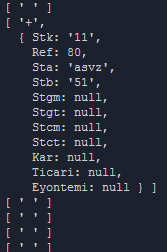 [ ' ' ]
[ '+',
  { Stk: '11',
    Ref: 80,
    Sta: 'asvz',
    Stb: '51',
    Stgm: null,
    Stgt: null,
    Stcm: null,
    Stct: null,
    Kar: null,
    Ticari: null,
    Eyontemi: null } ]
[ ' ' ]
[ ' ' ]
[ ' ' ]
[ ' ' ]